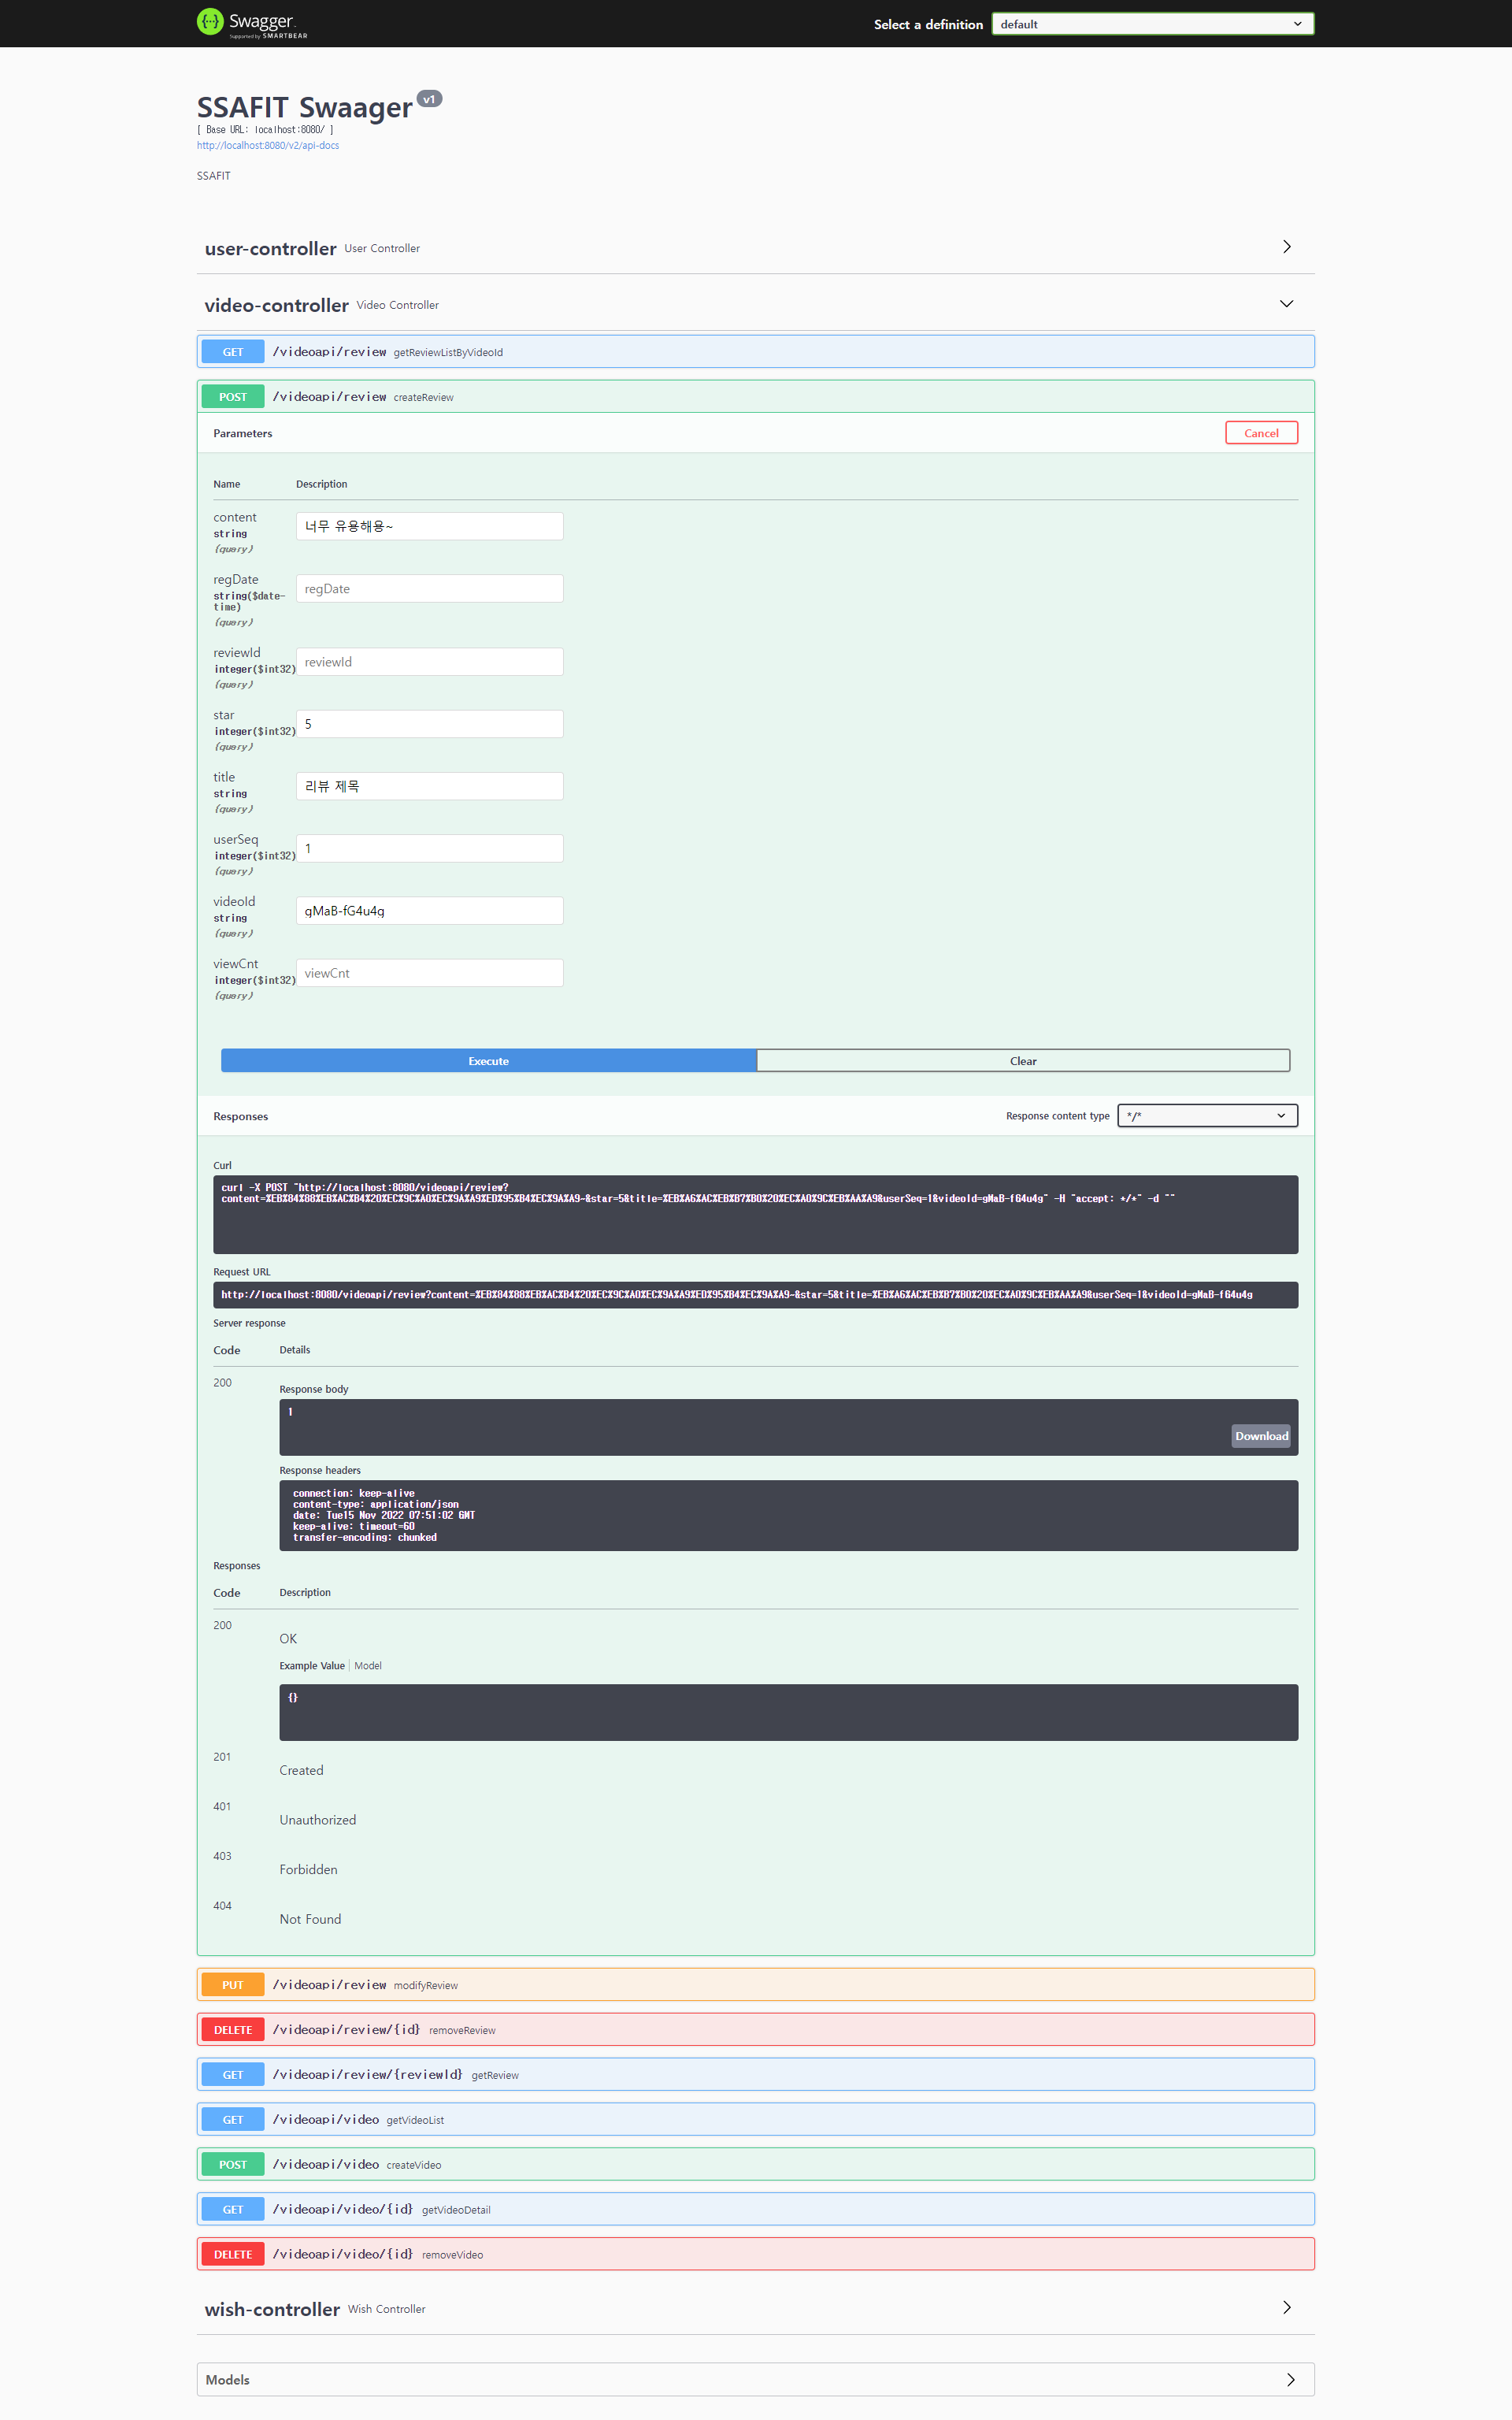 Swagger.
Supported by SMARTBEAR
Select a definition
default
SSAFIT Swaager v1
[ Base URL: localhost:8080/ ]
http://localhost:8080/v2/api-docs
SSAFIT
user-controller User Controller
video-controller Video Controller
GET /videoapi/review getReviewListByVideoId
POST /videoapi/review createReview
Parameters
Cancel
Name Description
content
string
(query)
너무 유용해용~
regDate
string($date-
time)
(query)
regDate
reviewId
integer($int32)
(query)
reviewId
star
integer($int32)
(query)
5
title
string
(query)
리뷰 제목
userSeq
integer($int32)
(query)
1
videoId
string
(query)
gMaB-fG4u4g
viewCnt
integer($int32)
(query)
viewCnt
Execute Clear
Responses
Response content type */*
Curl
curl -X POST "http://localhost:8080/videoapi/review?
content=%EB%84%88%EB%AC%B4%20%EC%9C%A0%EC%9A%A9%ED%95%B4%EC%9A%A9~&star=5&title=%EB%A6%AC%EB%B7%B0%20%EC%A0%9C%EB%AA%A9&userSeq=1&videoId=gMaB-fG4u4g" -H "accept: */*" -d ""
Request URL
http://localhost:8080/videoapi/review?content=%EB%84%88%EB%AC%B4%20%EC%9C%A0%EC%9A%A9%ED%95%B4%EC%9A%A9~&star=5&title=%EB%A6%AC%EB%B7%B0%20%EC%A0%9C%EB%AA%A9&userSeq=1&videoId=gMaB-fG4u4g
Server response
Code Details
200
Response body
1
Download
Response headers
connection: keep-alive
content-type: application/json
date: Tue15 Nov 2022 07:51:02 GMT
keep-alive: timeout=60
transfer-encoding: chunked
Responses
Code Description
200
OK
Example Value Model
{}
201
Created
401
Unauthorized
403
Forbidden
404
Not Found
PUT /videoapi/review modifyReview
DELETE /videoapi/review/{id} removeReview
GET /videoapi/review/{reviewId} getReview
GET /videoapi/video getVideoList
POST /videoapi/video createVideo
GET /videoapi/video/{id} getVideoDetail
DELETE /videoapi/video/{id} removeVideo
wish-controller Wish Controller
Models